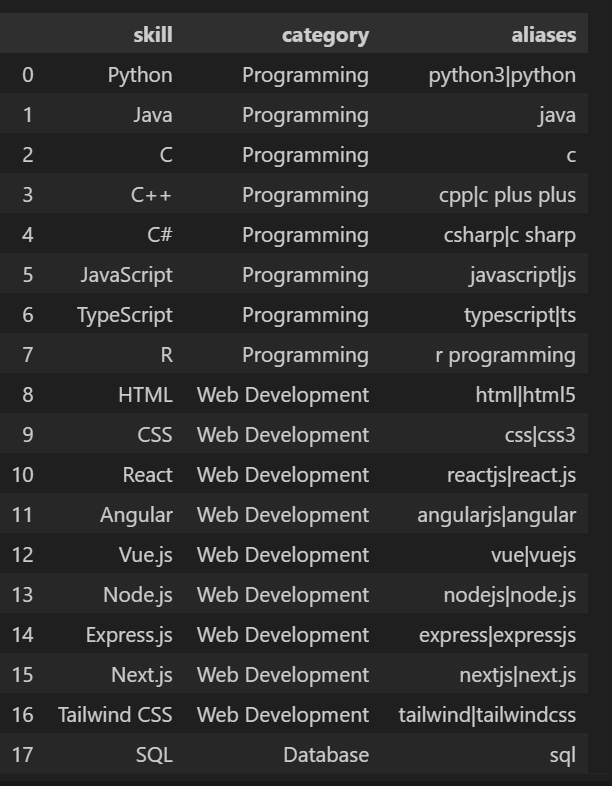 skill category aliases
0 Python Programming python3|python
1 Java Programming java
2 C Programming c
3 C++ Programming cpp|c plus plus
4 C# Programming csharp|c sharp
5 JavaScript Programming javascript|js
6 TypeScript Programming typescript|ts
7 R Programming r programming
8 HTML Web Development html|html5
9 CSS Web Development css|css3
10 React Web Development reactjs|react.js
11 Angular Web Development angularjs|angular
12 Vue.js Web Development vue|vuejs
13 Node.js Web Development nodejs|node.js
14 Express.js Web Development express|expressjs
15 Next.js Web Development nextjs|next.js
16 Tailwind CSS Web Development tailwind|tailwindcss
17 SQL Database sql